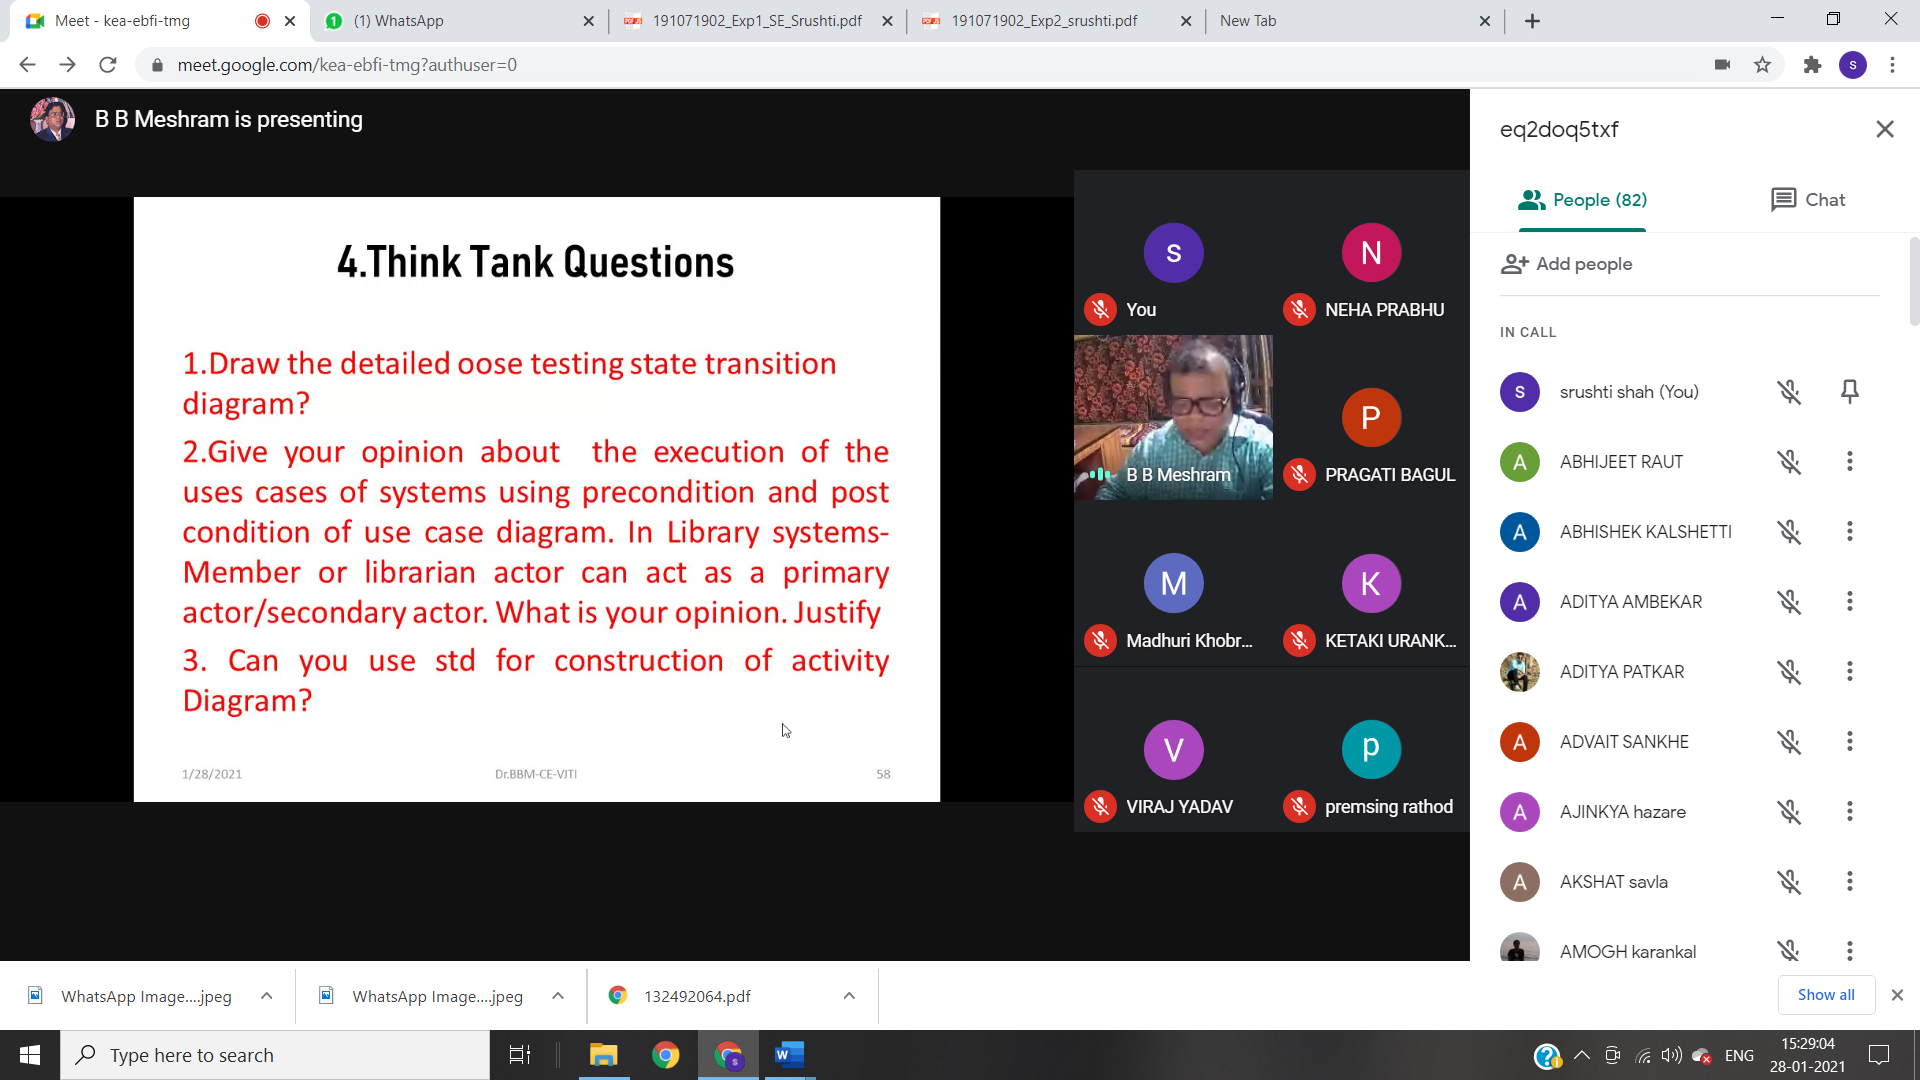 Meet - kea-ebfi-tmg
(1) WhatsApp
191071902_Exp1_SE_Srushti.pdf
191071902_Exp2_srushti.pdf
New Tab
meet.google.com/kea-ebfi-tmg?authuser=0
S
B B Meshram is presenting
4.Think Tank Questions
1.Draw the detailed oose testing state transition
diagram?
2.Give your opinion about the execution of the
uses cases of systems using precondition and post
condition of use case diagram. In Library systems-
Member or librarian actor can act as a primary
actor/secondary actor. What is your opinion. Justify
3. Can you use std for construction of activity
Diagram?
1/28/2021
Dr.BBM-CE-VJTI
58
S
N
You
NEHA PRABHU
P
B B Meshram
PRAGATI BAGUL
M
K
Madhuri Khobr...
KETAKI URANK...
V
p
VIRAJ YADAV
premsing rathod
eq2doq5txf
People (82)
Chat
Add people
IN CALL
S
srushti shah (You)
A
ABHIJEET RAUT
A
ABHISHEK KALSHETTI
A
ADITYA AMBEKAR
ADITYA PATKAR
A
ADVAIT SANKHE
A
AJINKYA hazare
A
AKSHAT savla
AMOGH karankal
WhatsApp Image....jpeg
WhatsApp Image....jpeg
132492064.pdf
Show all
Type here to search
ENG
15:29:04
28-01-2021